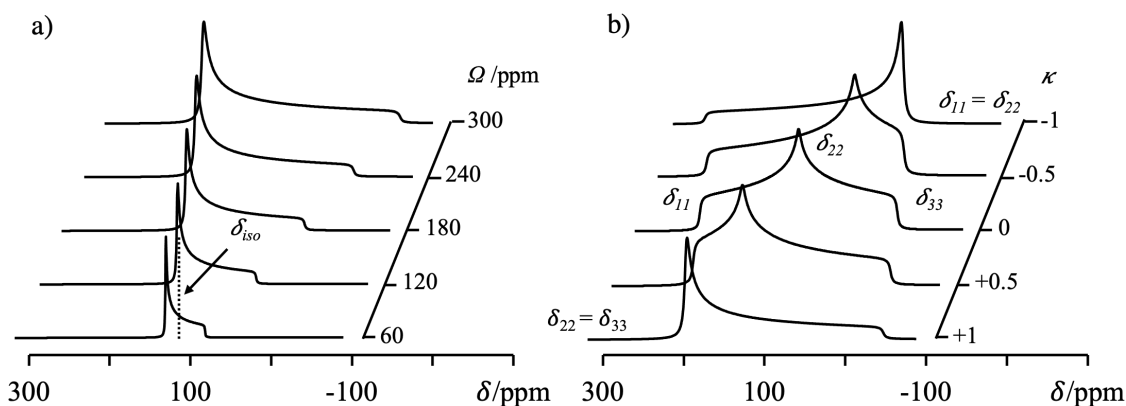 a)
Ω /ppm
300
240
180
120
60
δiso
300
100
-100
δ/ppm
b)
κ
-1
-0.5
0
+0.5
+1
δ11 = δ22
δ22
δ11
δ33
δ22 = δ33
300
100
-100
δ/ppm